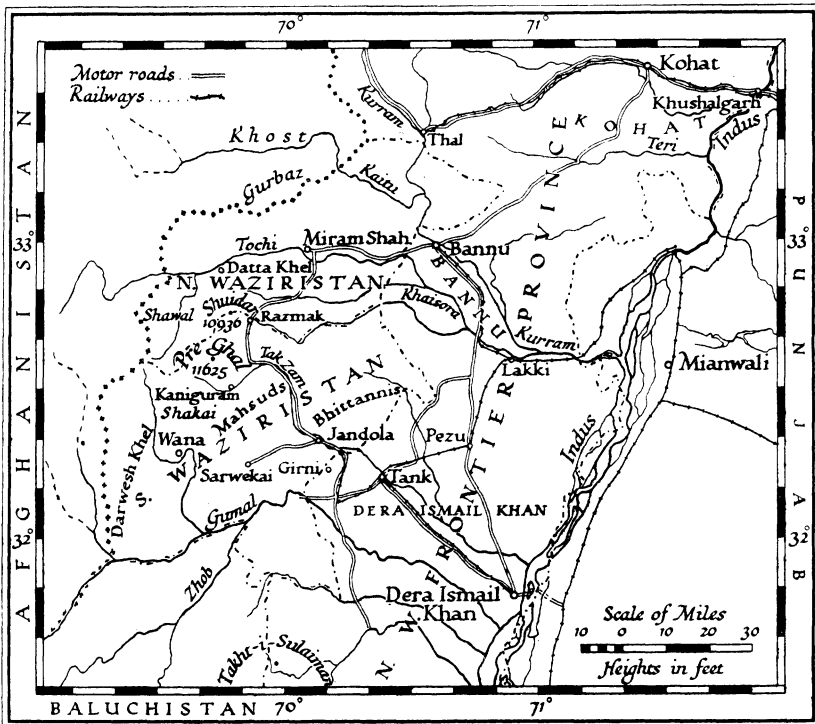 70° 71°
Motor roads
Railways
Kohat
Khushalgarh
KOHAT
Indus
Kurram
Thal
Teri
Khost
Gurbaz
Kaitu
33° 33°
Tochi
Miram Shah
Bannu
Datta Khel
N. WAZIRISTAN
BANNU
Shawal
Shuidar
10936
Razmak
Khaisora
Kurram
Pre Ghal
11625
Tak Zam
Lakki
Mianwali
Kaniguram
Shakai
Mahsuds
Bhittannis
S. WAZIRISTAN
Wana
Jandola
Pezu
Indus
Darwesh Khel
Sarwekai
Girni
Tank
Gumal
DERA ISMAIL KHAN
32° 32°
N. W. FRONTIER PROVINCE
Zhob
Dera Ismail
Khan
Takht-i-Sulaiman
Scale of Miles
10 0 10 20 30
Heights in feet
AFGHANISTAN
PUNJAB
BALUCHISTAN
70° 71°